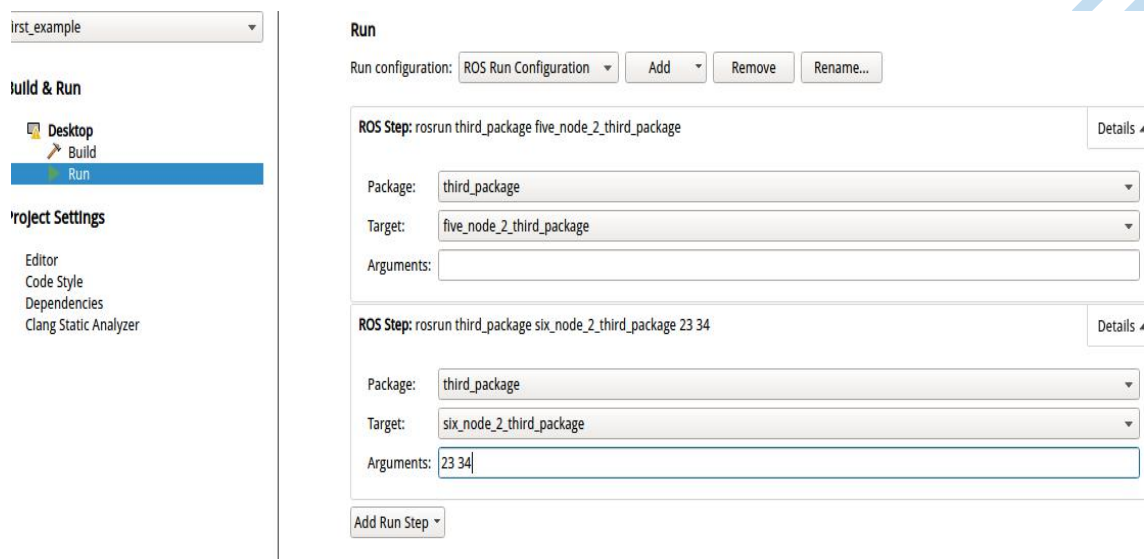 irst_example
Build & Run
Desktop
Build
Run
Project Settings
Editor
Code Style
Dependencies
Clang Static Analyzer
Run
Run configuration: ROS Run Configuration Add Remove Rename...
ROS Step: rosrun third_package five_node_2_third_package Details
Package: third_package
Target: five_node_2_third_package
Arguments:
ROS Step: rosrun third_package six_node_2_third_package 23 34 Details
Package: third_package
Target: six_node_2_third_package
Arguments: 23 34
Add Run Step